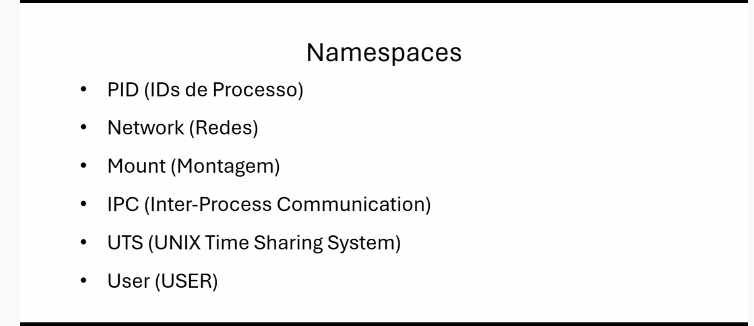 Namespaces
• PID (IDs de Processo)
• Network (Redes)
• Mount (Montagem)
• IPC (Inter-Process Communication)
• UTS (UNIX Time Sharing System)
• User (USER)